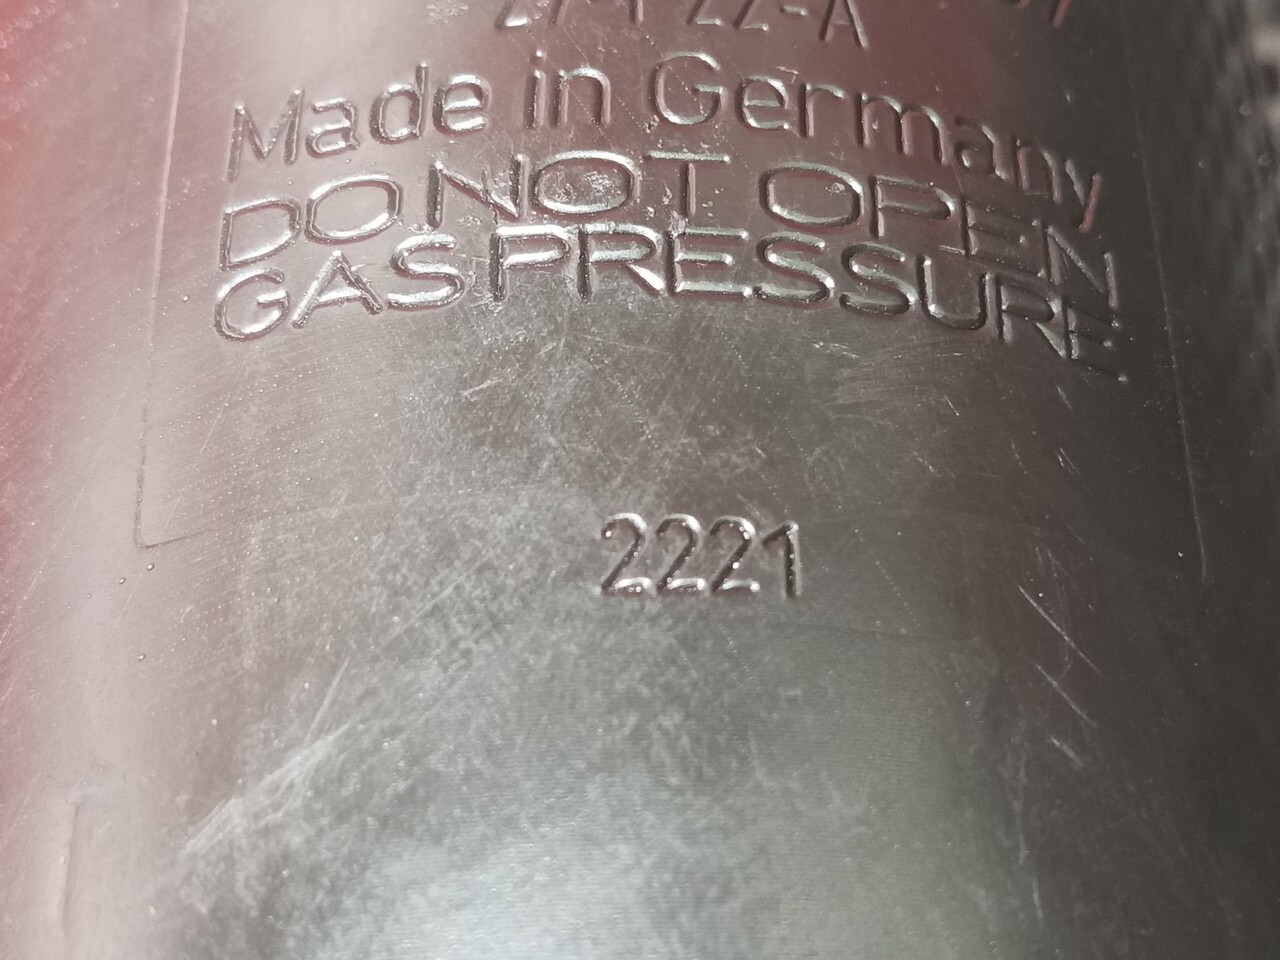 Made in Germany
DO NOT OPEN
GAS PRESSURE
2221